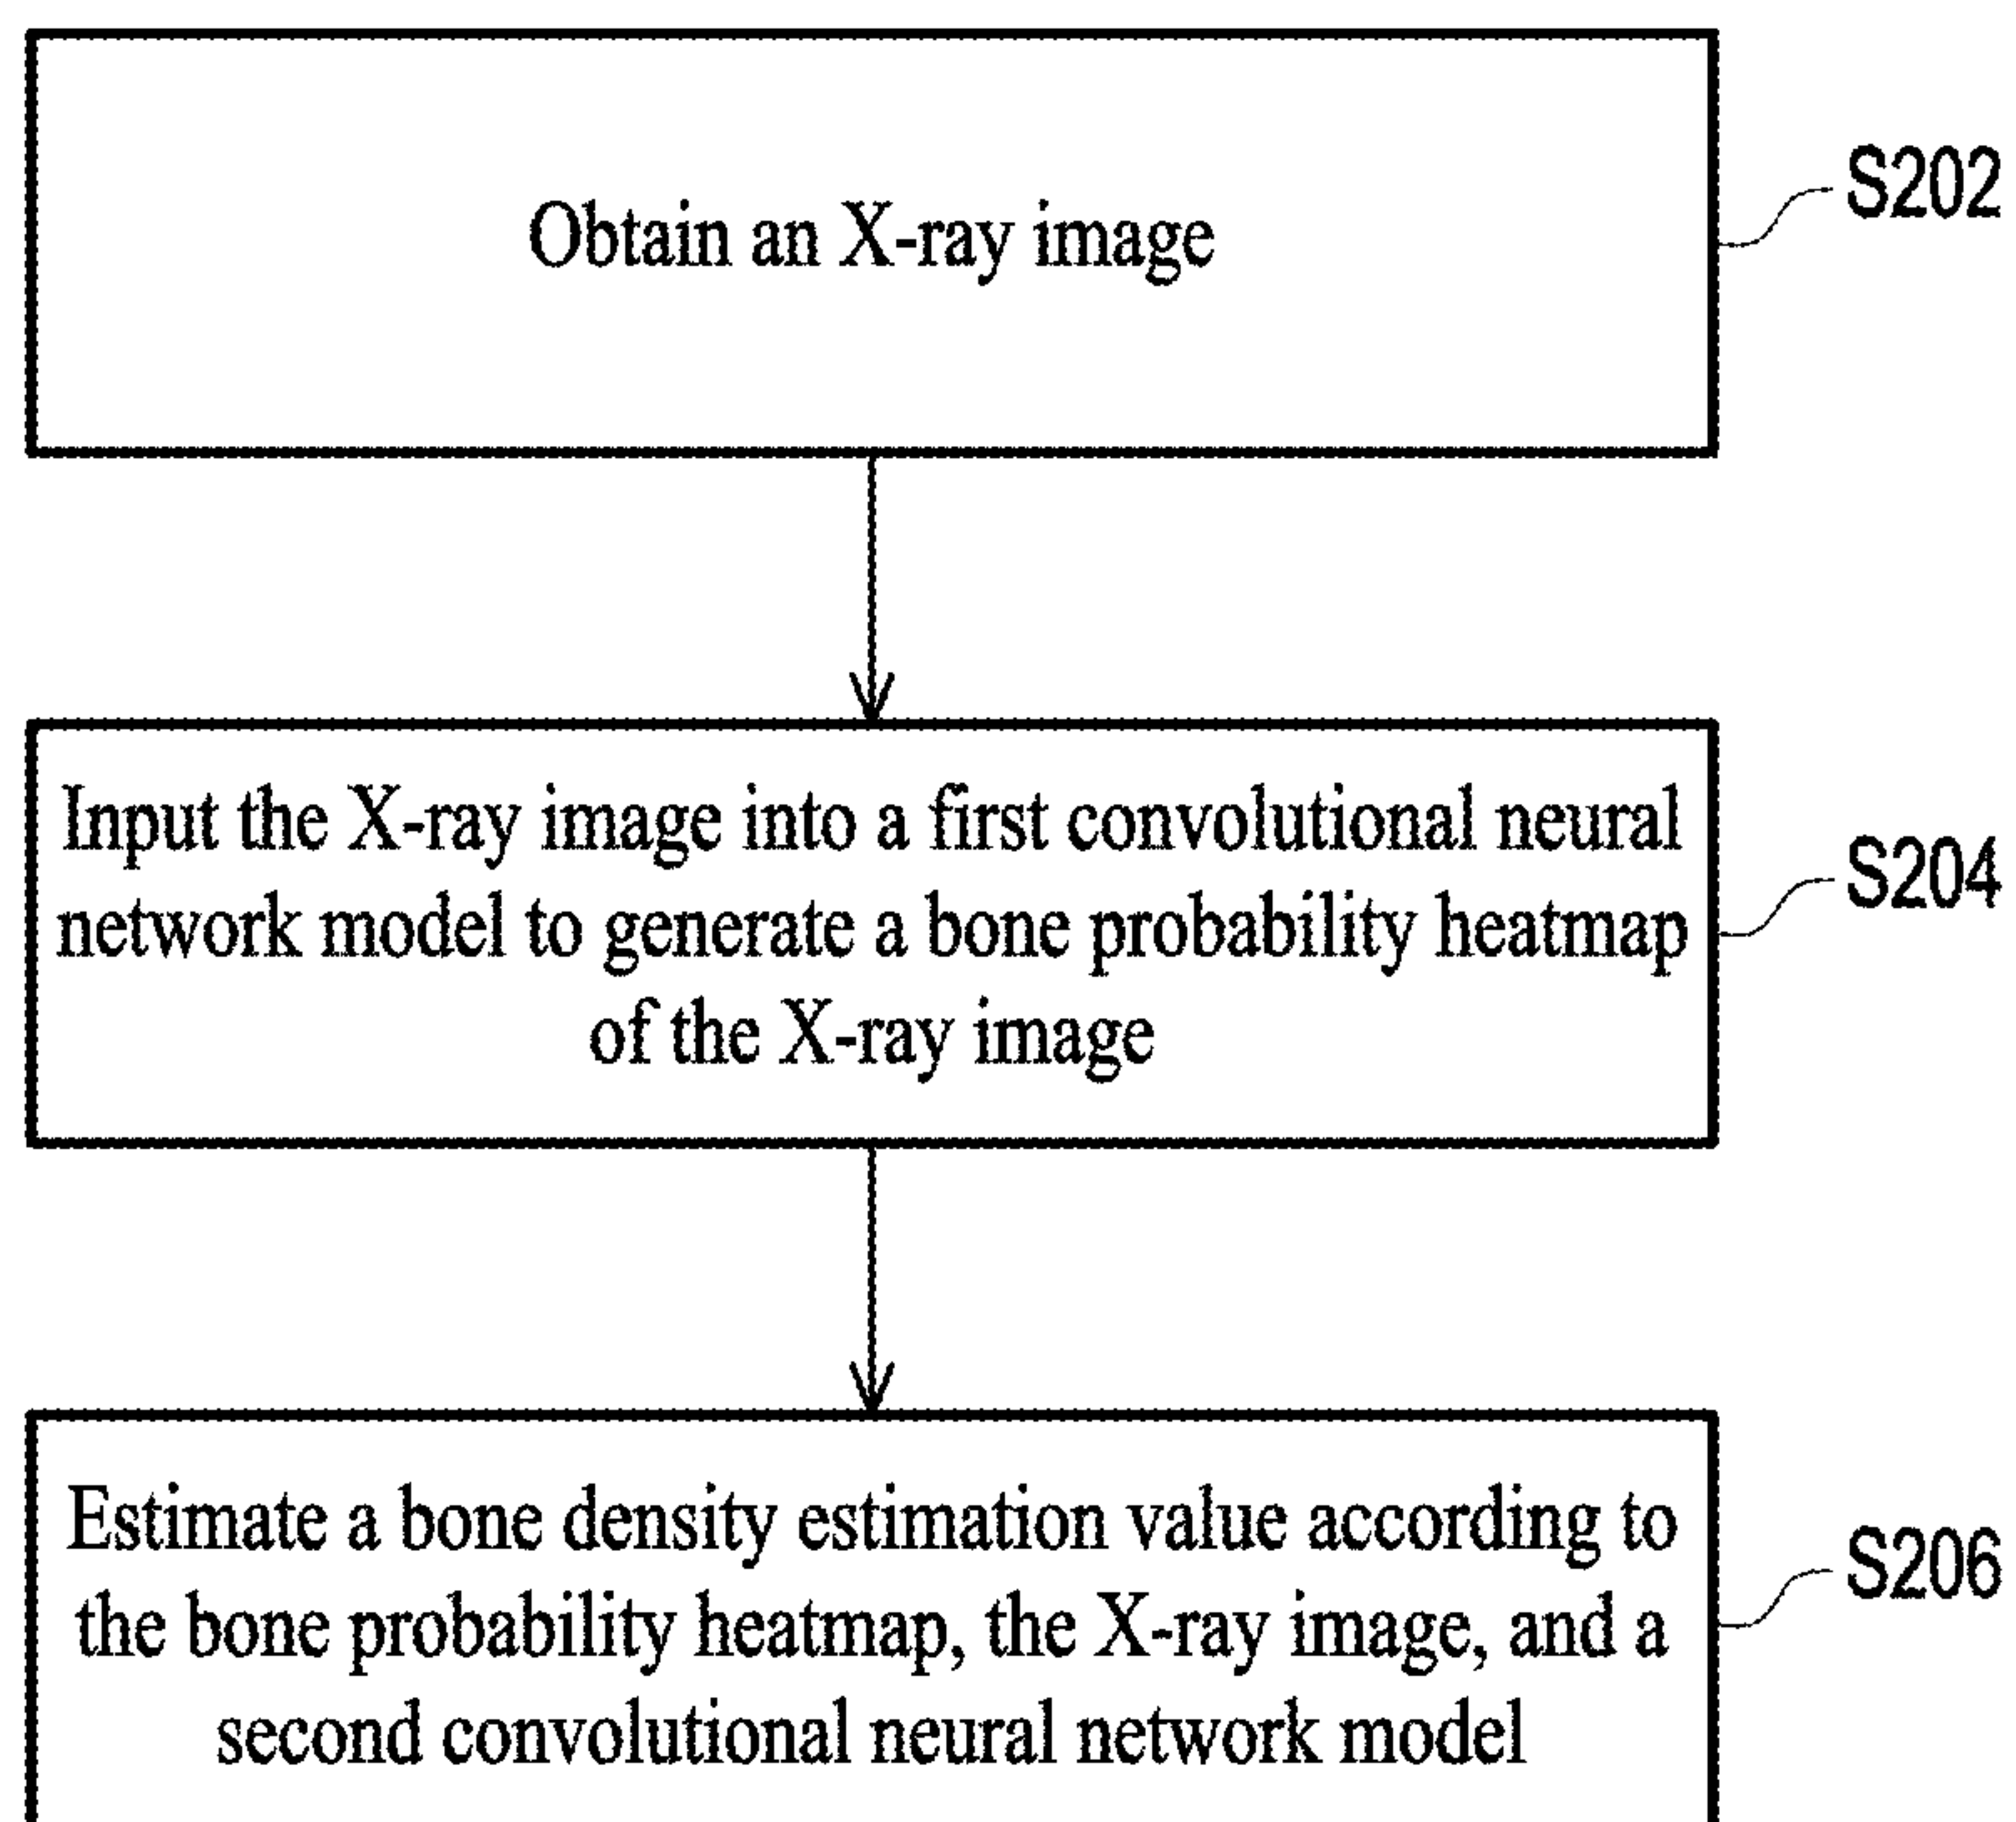 Obtain an X-ray image
S202
Input the X-ray image into a first convolutional neural
network model to generate a bone probability heatmap
of the X-ray image
S204
Estimate a bone density estimation value according to
the bone probability heatmap, the X-ray image, and a
second convolutional neural network model
S206